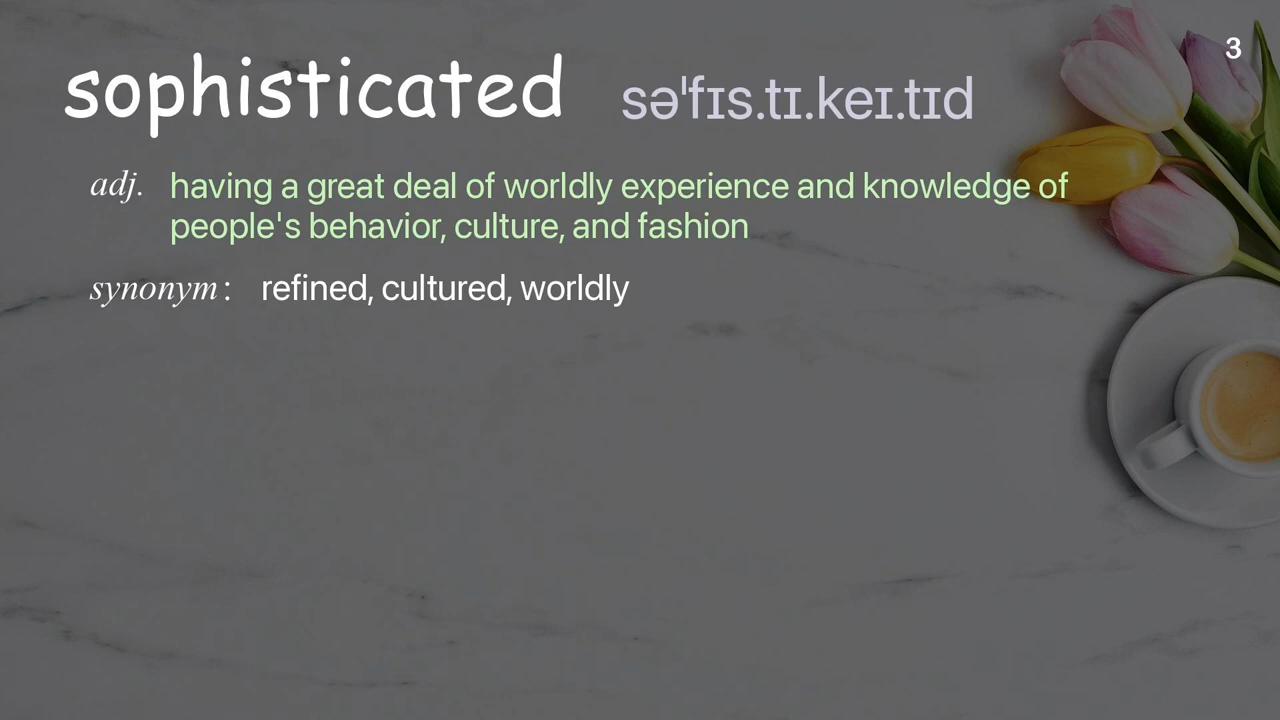 3
sophisticated səˈfɪs.tɪ.keɪ.tɪd
adj. having a great deal of worldly experience and knowledge of
people's behavior, culture, and fashion
synonym: refined, cultured, worldly